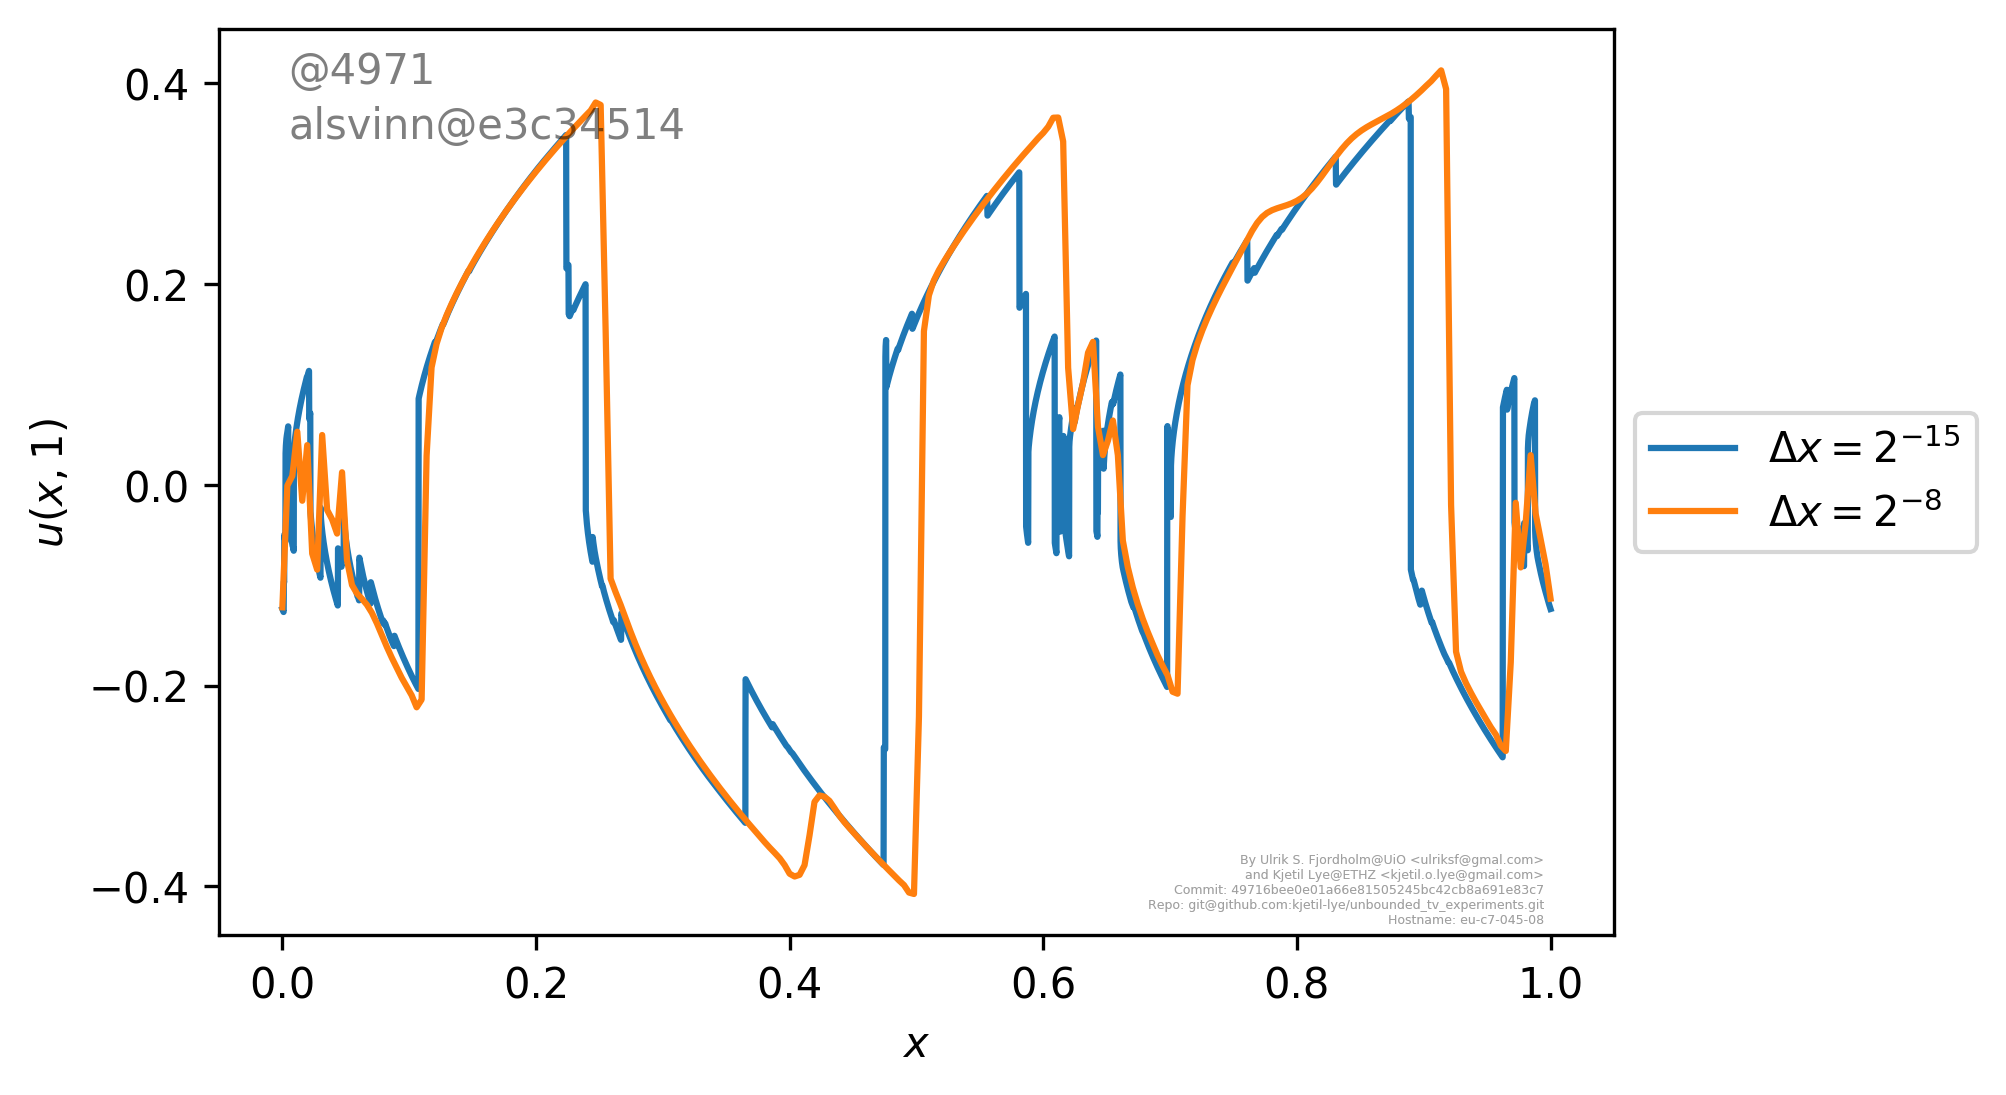 @4971
alsvinn@e3c34514
0.4
0.2
0.0
−0.2
−0.4
u(x, 1)
0.0 0.2 0.4 0.6 0.8 1.0
x
Δx = 2⁻¹⁵
Δx = 2⁻⁸
By Ulrik S. Fjordholm@UiO <ulriksf@gmal.com>
and Kjetil Lye@ETHZ <kjetil.o.lye@gmail.com>
Commit: 49716bee0e01a66e81505245bc42cb8a691e83c7
Repo: git@github.com:kjetil-lye/unbounded_tv_experiments.git
Hostname: eu-c7-045-08